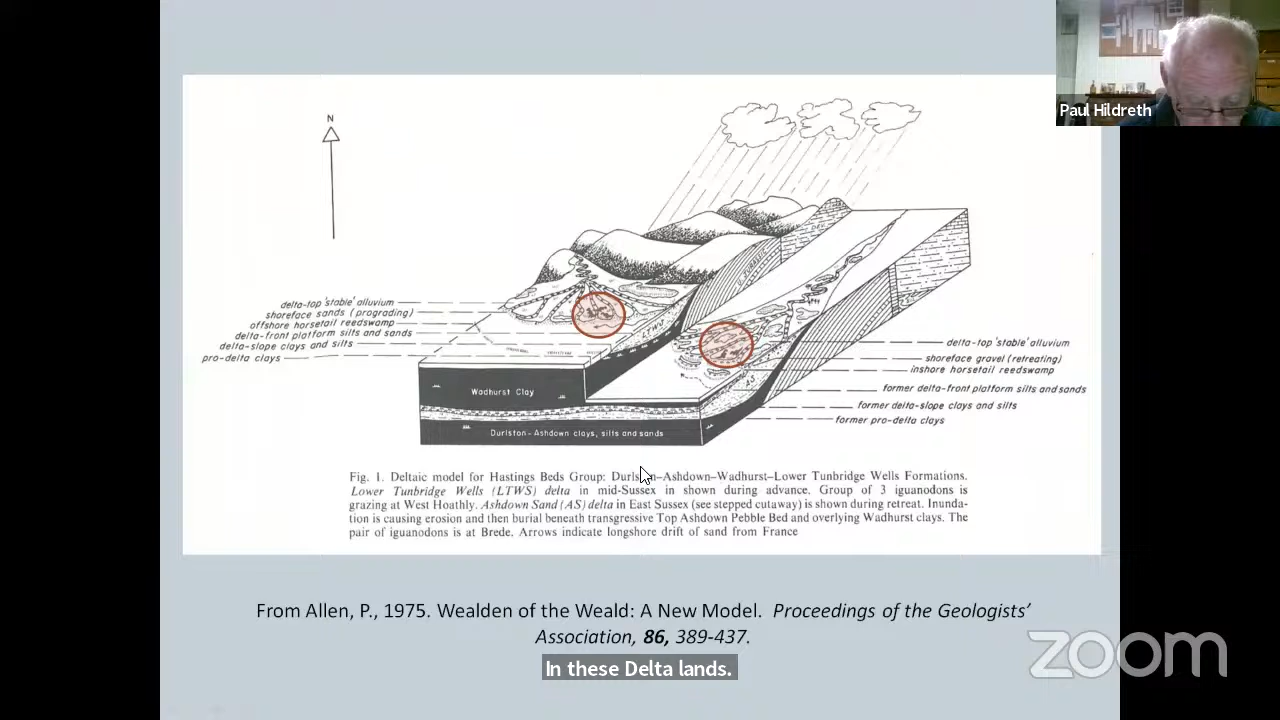 Paul Hildreth
N
delta-top 'stable' alluvium
shoreface sands (prograding)
offshore horsetail reedswamp
delta-front platform silts and sands
delta-slope clays and silts
pro-delta clays
LTWS
AS
delta-top 'stable' alluvium
shoreface gravel (retreating)
inshore horsetail reedswamp
former delta-front platform silts and sands
former delta-slope clays and silts
former pro-delta clays
Wadhurst Clay
Durlston - Ashdown clays, silts and sands
Fig. 1. Deltaic model for Hastings Beds Group: Durlston–Ashdown–Wadhurst–Lower Tunbridge Wells Formations.
Lower Tunbridge Wells (LTWS) delta in mid-Sussex in shown during advance. Group of 3 iguanodons is
grazing at West Hoathly. Ashdown Sand (AS) delta in East Sussex (see stepped cutaway) is shown during retreat. Inunda-
tion is causing erosion and then burial beneath transgressive Top Ashdown Pebble Bed and overlying Wadhurst clays. The
pair of iguanodons is at Brede. Arrows indicate longshore drift of sand from France
From Allen, P., 1975. Wealden of the Weald: A New Model. Proceedings of the Geologists'
Association, 86, 389-437.
In these Delta lands.
zoom